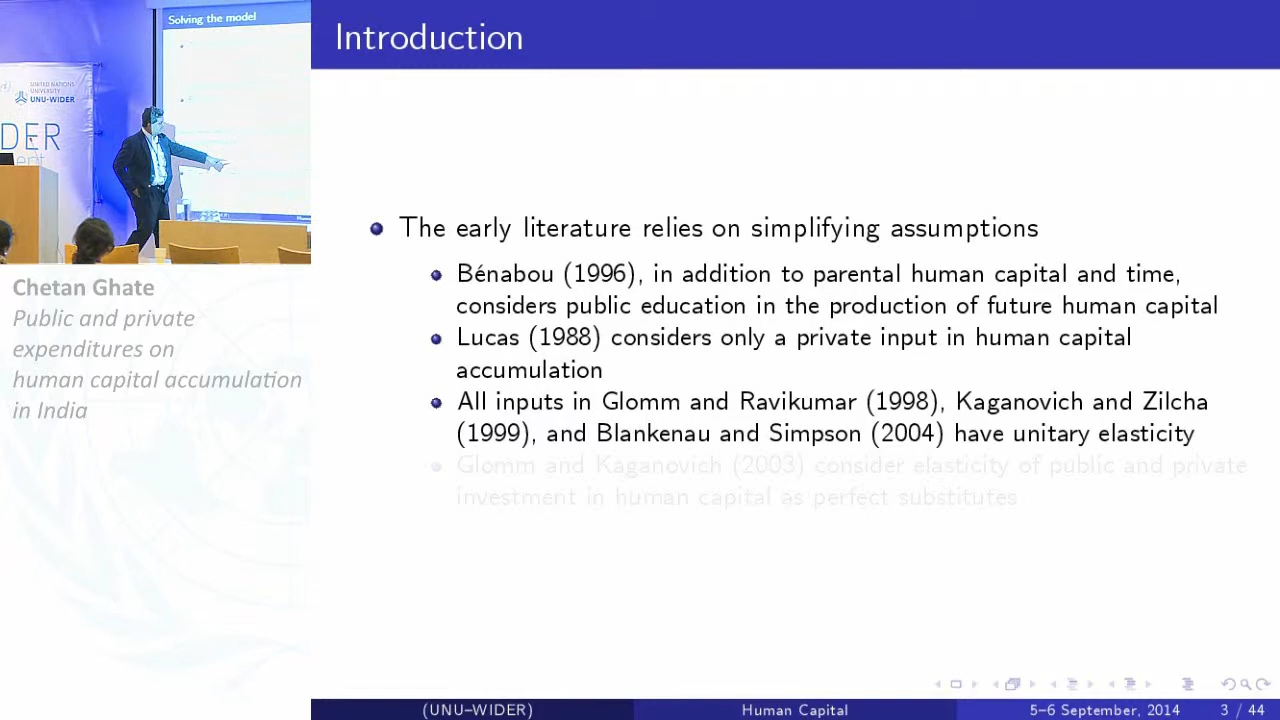 Solving the model
UNITED NATIONS
UNIVERSITY
UNU-WIDER
DER
Chetan Ghate
Public and private
expenditures on
human capital accumulation
in India
Introduction
The early literature relies on simplifying assumptions
Bénabou (1996), in addition to parental human capital and time,
considers public education in the production of future human capital
Lucas (1988) considers only a private input in human capital
accumulation
All inputs in Glomm and Ravikumar (1998), Kaganovich and Zilcha
(1999), and Blankenau and Simpson (2004) have unitary elasticity
Glomm and Kaganovich (2003) consider elasticity of public and private
investment in human capital as perfect substitutes
(UNU–WIDER)
Human Capital
5–6 September, 2014
3 / 44